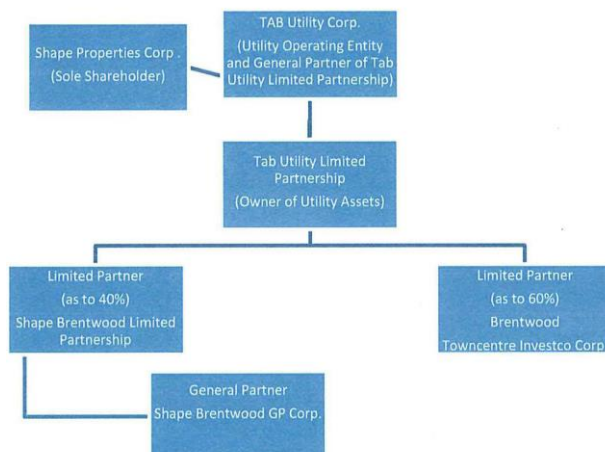 TAB Utility Corp.
(Utility Operating Entity
and General Partner of Tab
Utility Limited Partnership)
Shape Properties Corp .
(Sole Shareholder)
Tab Utility Limited
Partnership
(Owner of Utility Assets)
Limited Partner
(as to 40%)
Shape Brentwood Limited
Partnership
Limited Partner
(as to 60%)
Brentwood
Towncentre Investco Corp.
General Partner
Shape Brentwood GP Corp.